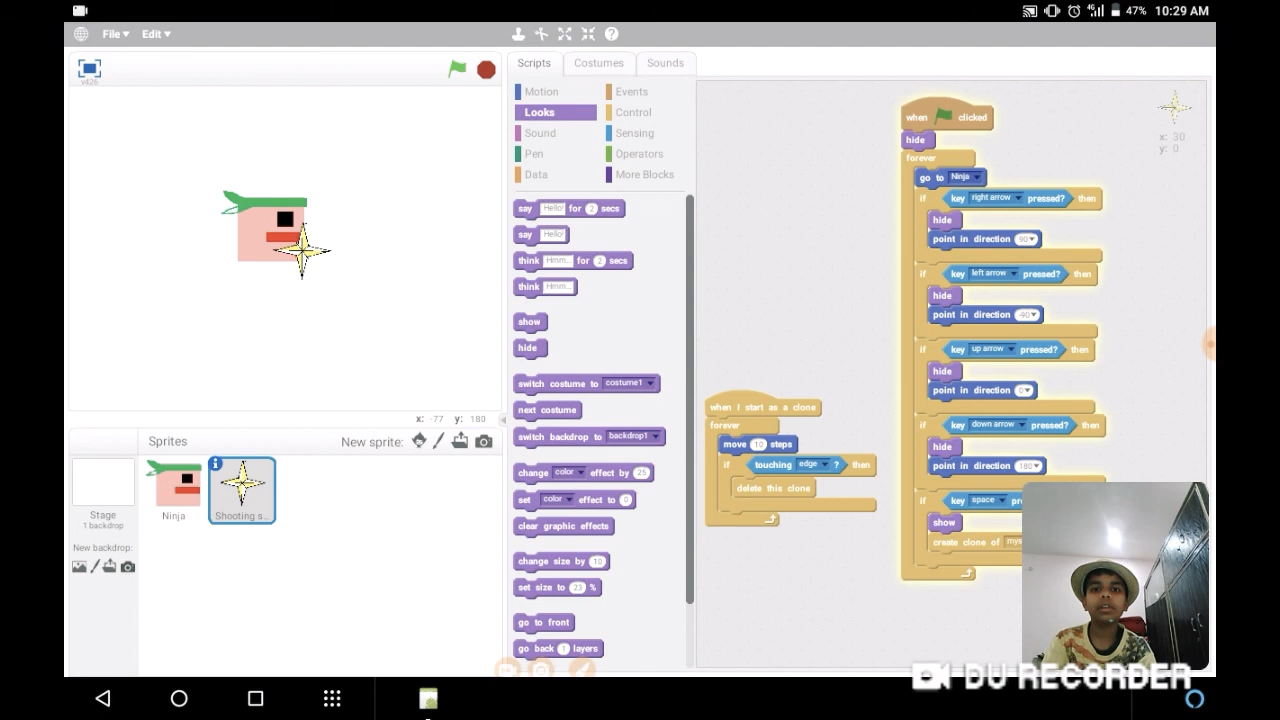 47% 10:29 AM
File Edit
v426
Scripts Costumes Sounds
Motion Events
Looks Control
Sound Sensing
Pen Operators
Data More Blocks
say Hello! for 2 secs
say Hello!
think Hmm... for 2 secs
think Hmm...
show
hide
switch costume to costume1
next costume
switch backdrop to backdrop1
change color effect by 25
set color effect to 0
clear graphic effects
change size by 10
set size to 23 %
go to front
go back 1 layers
when I start as a clone
forever
move 10 steps
if touching edge ? then
delete this clone
when clicked
hide
forever
go to Ninja
if key right arrow pressed? then
hide
point in direction 90
if key left arrow pressed? then
hide
point in direction -90
if key up arrow pressed? then
hide
point in direction 0
if key down arrow pressed? then
hide
point in direction 180
if key space pr
show
create clone of mys
x: 30
y: 0
x: -77 y: 180
Sprites New sprite:
Stage
1 backdrop
New backdrop:
Ninja
Shooting s...
DU RECORDER